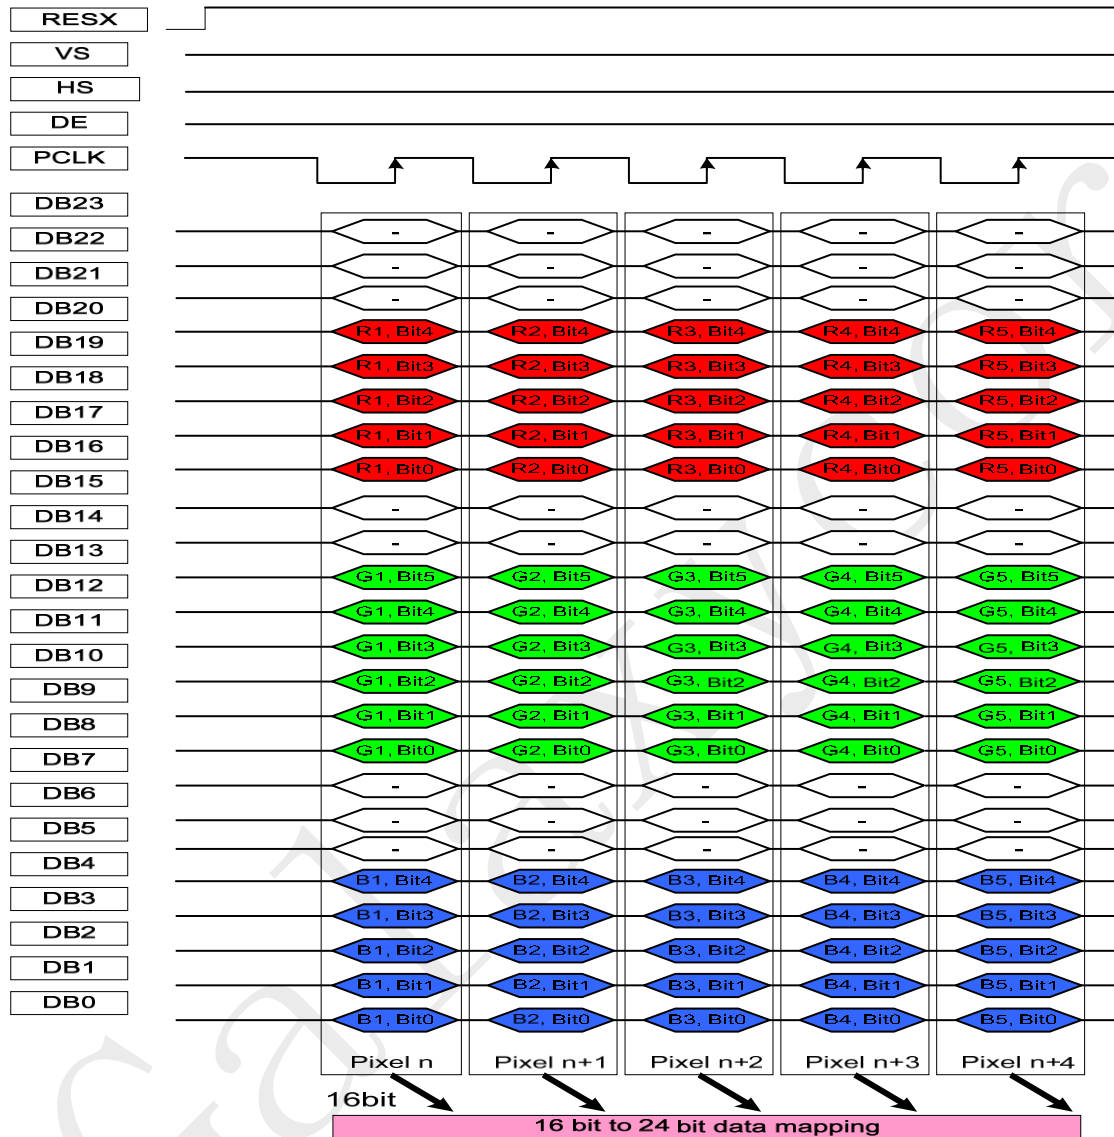 RESX
VS
HS
DE
PCLK
DB23
DB22
- - - - -
DB21
- - - - -
DB20
- - - - -
DB19
R1, Bit4 R2, Bit4 R3, Bit4 R4, Bit4 R5, Bit4
DB18
R1, Bit3 R2, Bit3 R3, Bit3 R4, Bit3 R5, Bit3
DB17
R1, Bit2 R2, Bit2 R3, Bit2 R4, Bit2 R5, Bit2
DB16
R1, Bit1 R2, Bit1 R3, Bit1 R4, Bit1 R5, Bit1
DB15
R1, Bit0 R2, Bit0 R3, Bit0 R4, Bit0 R5, Bit0
DB14
- - - - -
DB13
- - - - -
DB12
G1, Bit5 G2, Bit5 G3, Bit5 G4, Bit5 G5, Bit5
DB11
G1, Bit4 G2, Bit4 G3, Bit4 G4, Bit4 G5, Bit4
DB10
G1, Bit3 G2, Bit3 G3, Bit3 G4, Bit3 G5, Bit3
DB9
G1, Bit2 G2, Bit2 G3, Bit2 G4, Bit2 G5, Bit2
DB8
G1, Bit1 G2, Bit1 G3, Bit1 G4, Bit1 G5, Bit1
DB7
G1, Bit0 G2, Bit0 G3, Bit0 G4, Bit0 G5, Bit0
DB6
- - - - -
DB5
- - - - -
- - - - -
DB4
B1, Bit4 B2, Bit4 B3, Bit4 B4, Bit4 B5, Bit4
DB3
B1, Bit3 B2, Bit3 B3, Bit3 B4, Bit3 B5, Bit3
DB2
B1, Bit2 B2, Bit2 B3, Bit2 B4, Bit2 B5, Bit2
DB1
B1, Bit1 B2, Bit1 B3, Bit1 B4, Bit1 B5, Bit1
DB0
B1, Bit0 B2, Bit0 B3, Bit0 B4, Bit0 B5, Bit0
Pixel n Pixel n+1 Pixel n+2 Pixel n+3 Pixel n+4
16bit
16 bit to 24 bit data mapping
Galaxycor